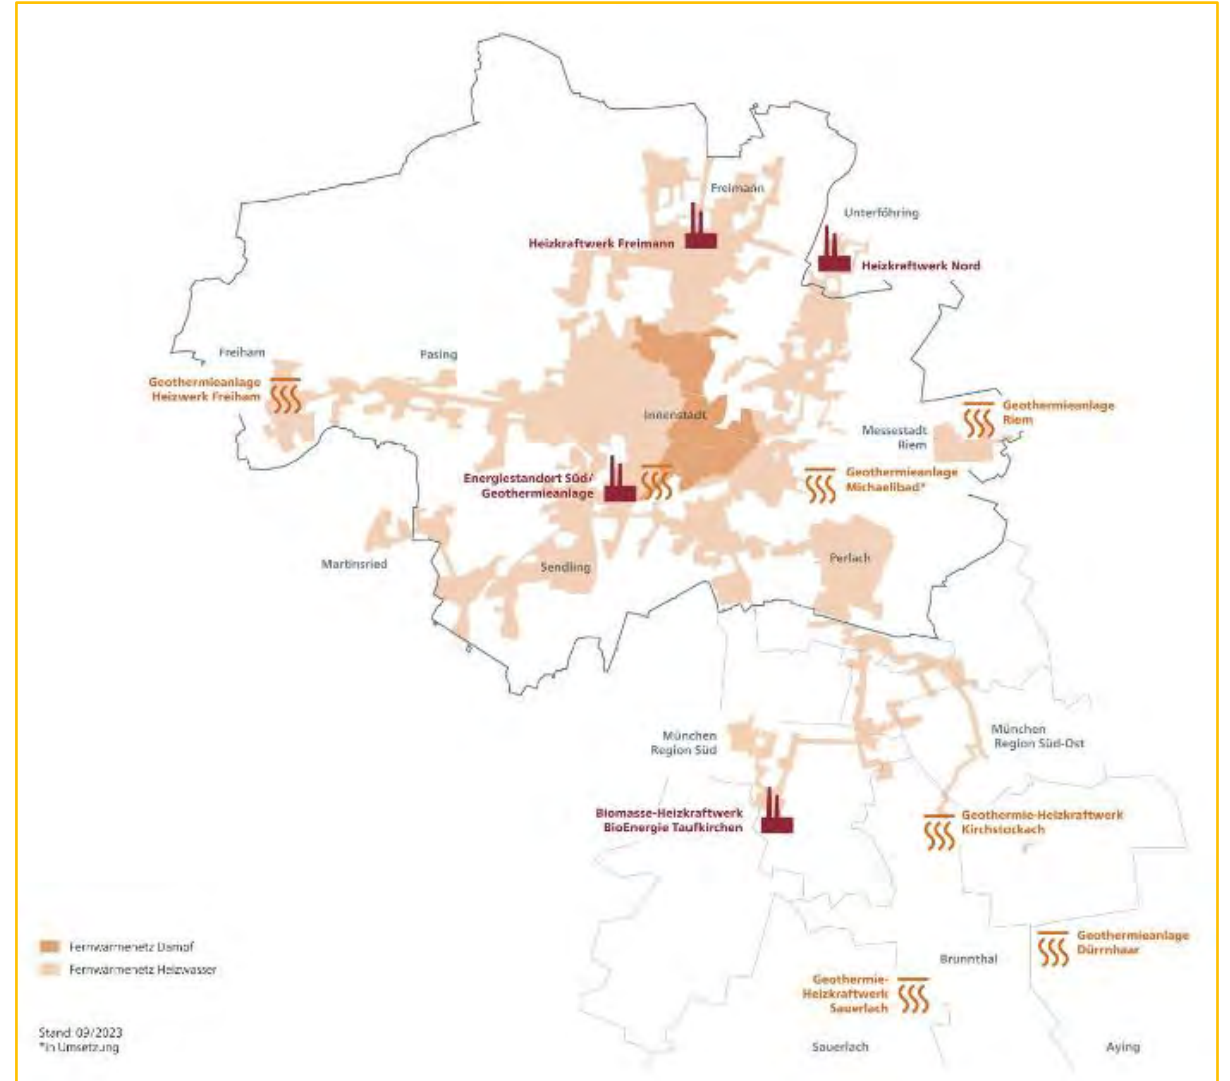 Freimann
Unterföhring
Heizkraftwerk Freimann
Heizkraftwerk Nord
Freiham
Pasing
Geothermieanlage
Heizwerk Freiham
Innenstadt
Geothermieanlage
Riem
Messestadt
Riem
Energiestandort Süd/
Geothermieanlage
Geothermieanlage
Michaelibad*
Martinsried
Sendling
Perlach
München
Region Süd
München
Region Süd-Ost
Biomasse-Heizkraftwerk
BioEnergie Taufkirchen
Geothermie-Heizkraftwerk
Kirchstockach
Fernwärmenetz Dampf
Fernwärmenetz Heizwasser
Geothermieanlage
Dürrnhaar
Brunnthal
Geothermie-
Heizkraftwerk
Sauerlach
Stand: 09/2023
*in Umsetzung
Sauerlach
Aying